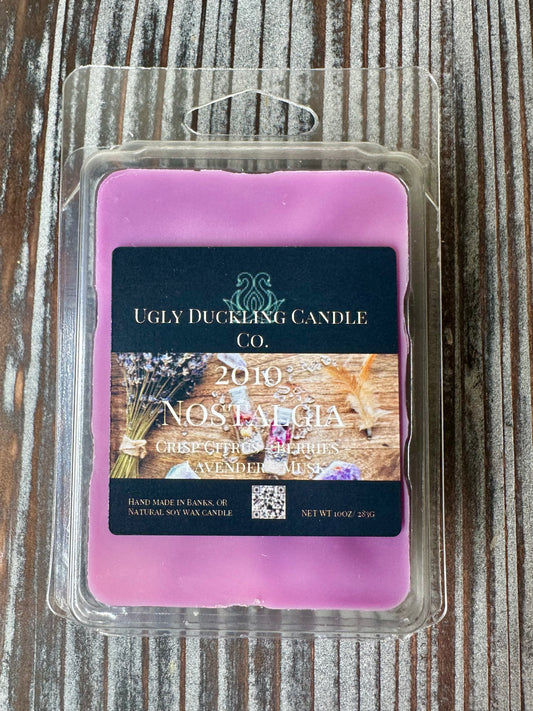 Ugly Duckling Candle
Co.
2010
Nostalgia
Crisp Citrus - Berries -
Lavender - Musk
Hand made in Banks, OR
Natural soy wax candle
NET WT 10oz/ 283g